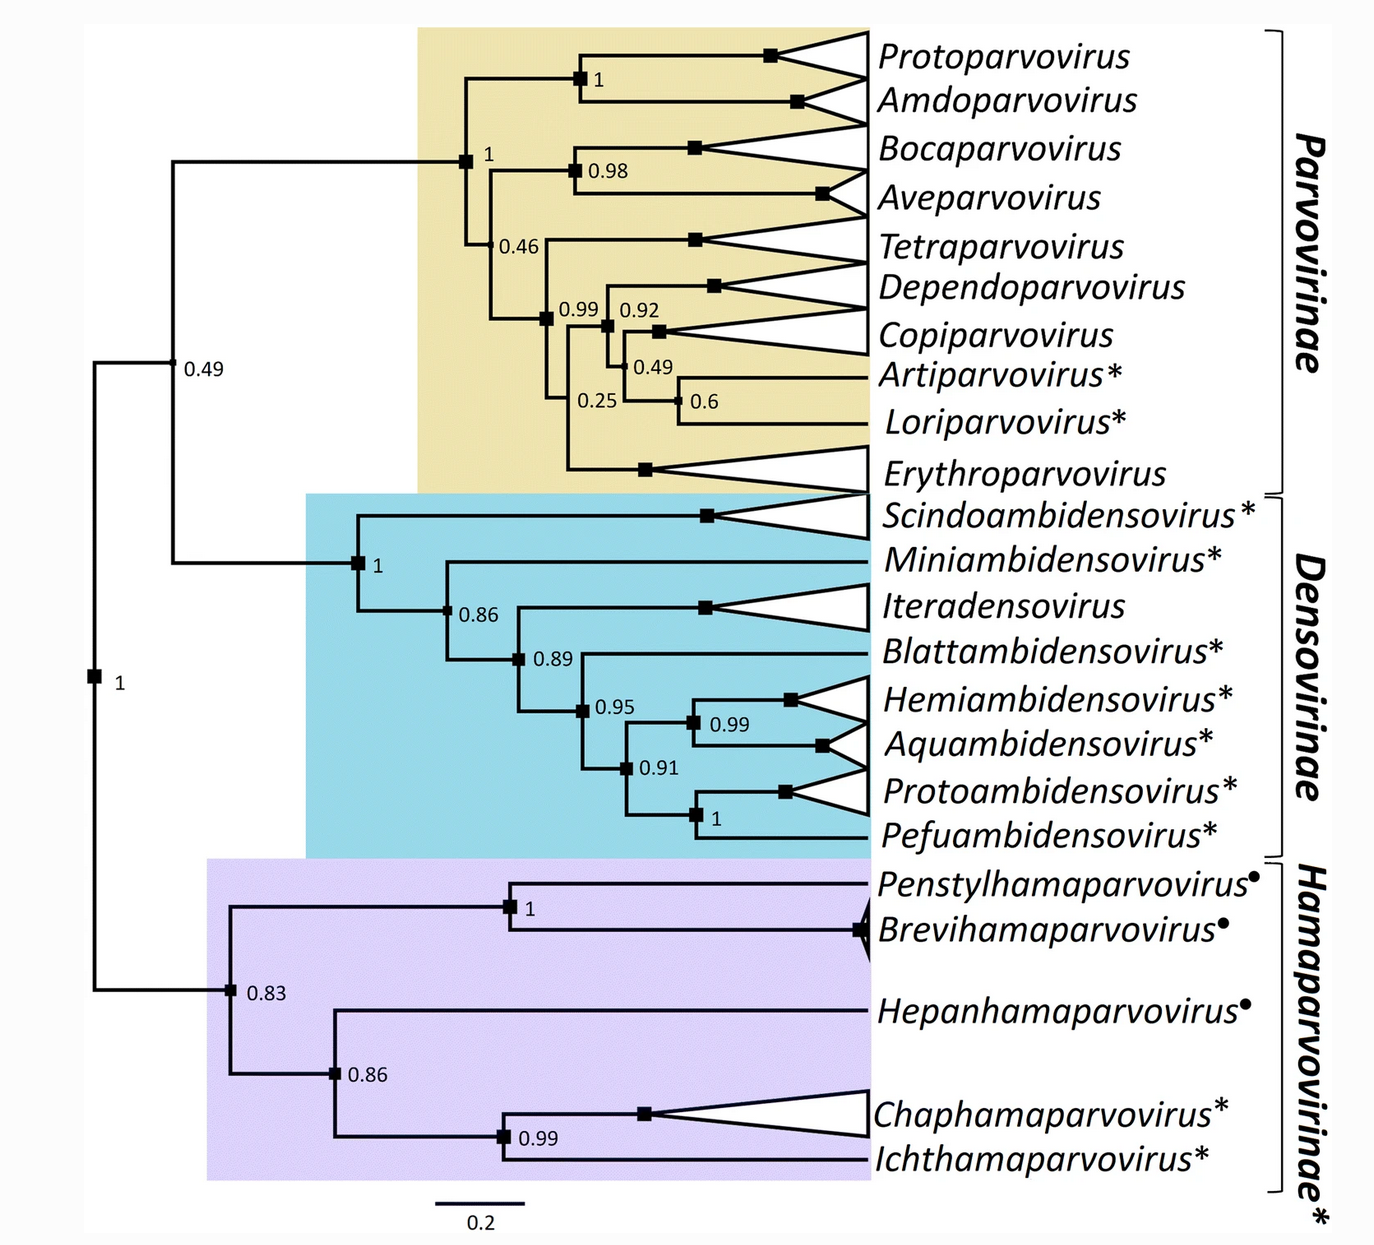 Protoparvovirus
1
Amdoparvovirus
Bocaparvovirus
1
0.98
Aveparvovirus
0.46
Tetraparvovirus
Dependoparvovirus
0.99
0.92
Copiparvovirus
0.49
0.49
Artiparvovirus*
0.25
0.6
Loriparvovirus*
Erythroparvovirus
Parvovirinae
Scindoambidensovirus*
1
Miniambidensovirus*
0.86
Iteradensovirus
0.89
Blattambidensovirus*
1
0.95
Hemiambidensovirus*
0.99
Aquambidensovirus*
0.91
Protoambidensovirus*
1
Pefuambidensovirus*
Densovirinae
Penstylhamaparvovirus●
1
Brevihamaparvovirus●
0.83
Hepanhamaparvovirus●
0.86
Chaphamaparvovirus*
0.99
Ichthamaparvovirus*
Hamaparvovirinae*
0.2